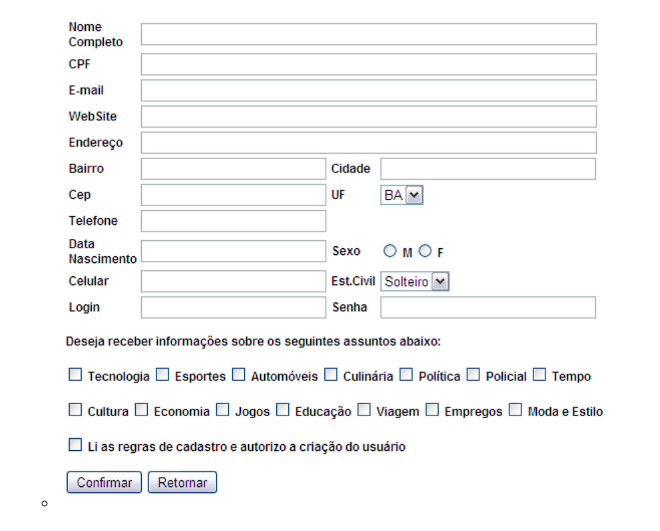 Nome
Completo
CPF
E-mail
WebSite
Endereço
Bairro Cidade
Cep UF BA
Telefone
Data
Nascimento Sexo M F
Celular Est.Civil Solteiro
Login Senha
Deseja receber informações sobre os seguintes assuntos abaixo:
Tecnologia Esportes Automóveis Culinária Política Policial Tempo
Cultura Economia Jogos Educação Viagem Empregos Moda e Estilo
Li as regras de cadastro e autorizo a criação do usuário
Confirmar Retornar